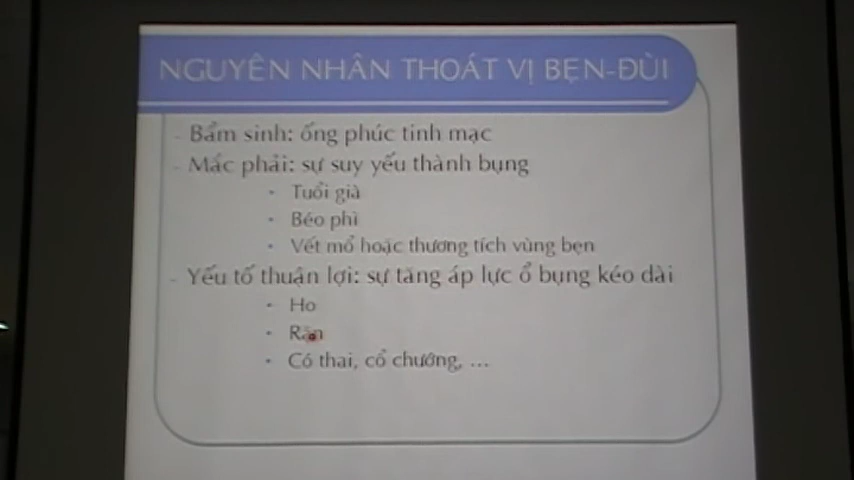 NGUYÊN NHÂN THOÁT VỊ BẸN-ĐÙI
- Bẩm sinh: ống phúc tinh mạc
- Mắc phải: sự suy yếu thành bụng
• Tuổi già
• Béo phì
• Vết mổ hoặc thương tích vùng bẹn
- Yếu tố thuận lợi: sự tăng áp lực ổ bụng kéo dài
• Ho
• Rặn
• Có thai, cổ chướng, ...